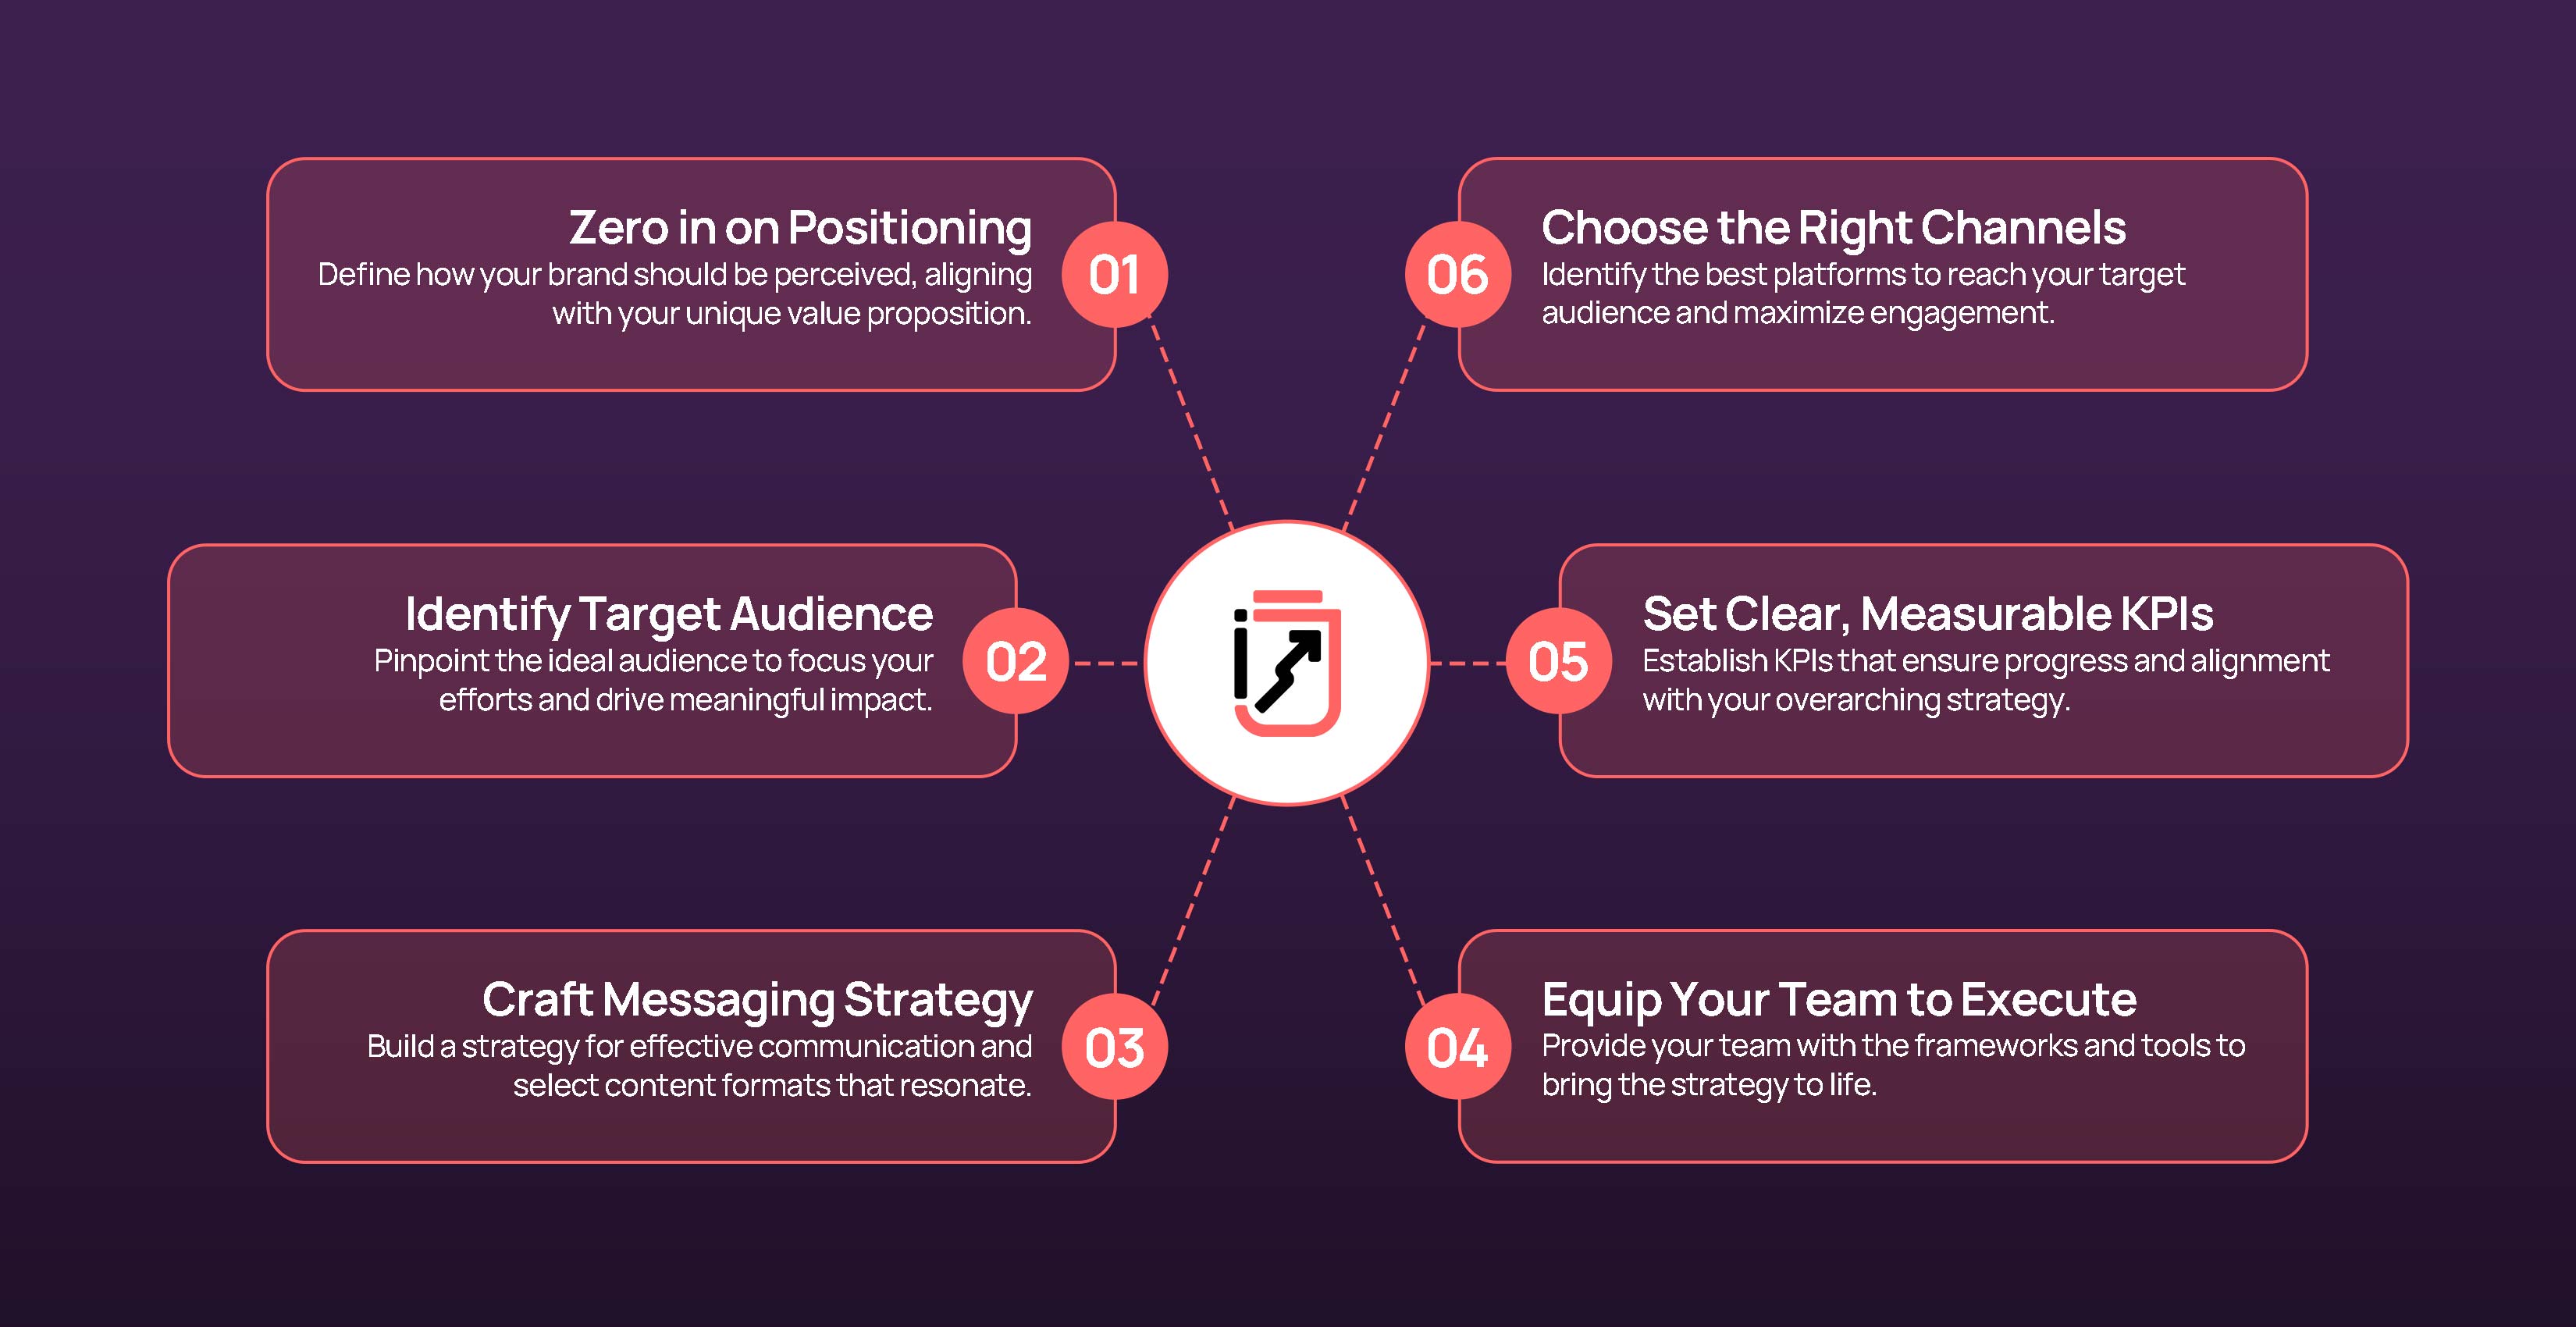 Zero in on Positioning
Define how your brand should be perceived, aligning
with your unique value proposition.
01
Identify Target Audience
Pinpoint the ideal audience to focus your
efforts and drive meaningful impact.
02
Craft Messaging Strategy
Build a strategy for effective communication and
select content formats that resonate.
03
04
Equip Your Team to Execute
Provide your team with the frameworks and tools to
bring the strategy to life.
05
Set Clear, Measurable KPIs
Establish KPIs that ensure progress and alignment
with your overarching strategy.
06
Choose the Right Channels
Identify the best platforms to reach your target
audience and maximize engagement.